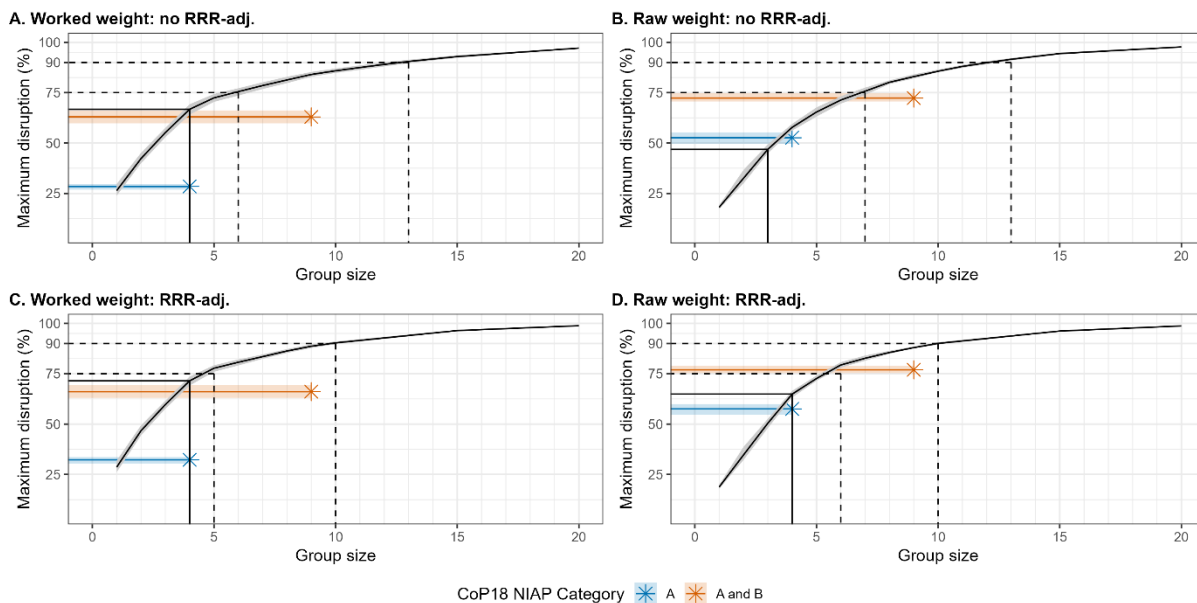 A. Worked weight: no RRR-adj.
Maximum disruption (%)
100
90
75
50
25
0 5 10 15 20
Group size
B. Raw weight: no RRR-adj.
Maximum disruption (%)
100
90
75
50
25
0 5 10 15 20
Group size
C. Worked weight: RRR-adj.
Maximum disruption (%)
100
90
75
50
25
0 5 10 15 20
Group size
D. Raw weight: RRR-adj.
Maximum disruption (%)
100
90
75
50
25
0 5 10 15 20
Group size
CoP18 NIAP Category A A and B